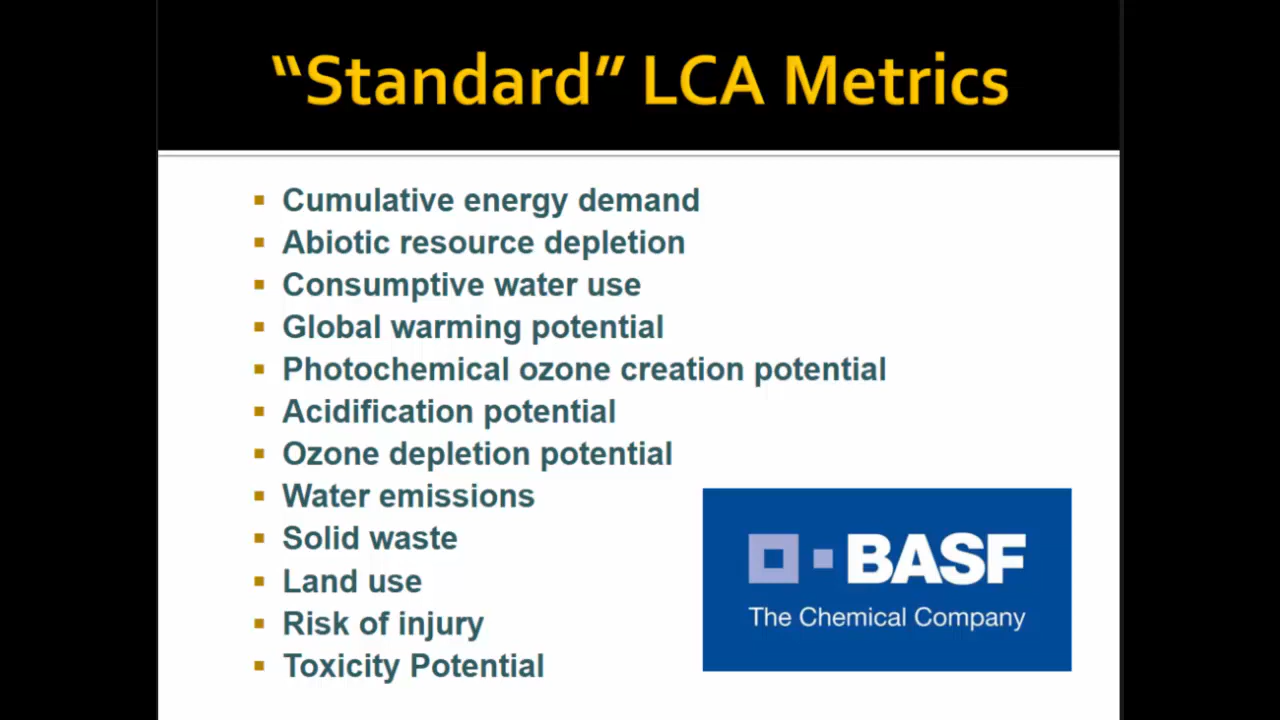 “Standard” LCA Metrics
Cumulative energy demand
Abiotic resource depletion
Consumptive water use
Global warming potential
Photochemical ozone creation potential
Acidification potential
Ozone depletion potential
Water emissions
Solid waste
Land use
Risk of injury
Toxicity Potential
BASF
The Chemical Company